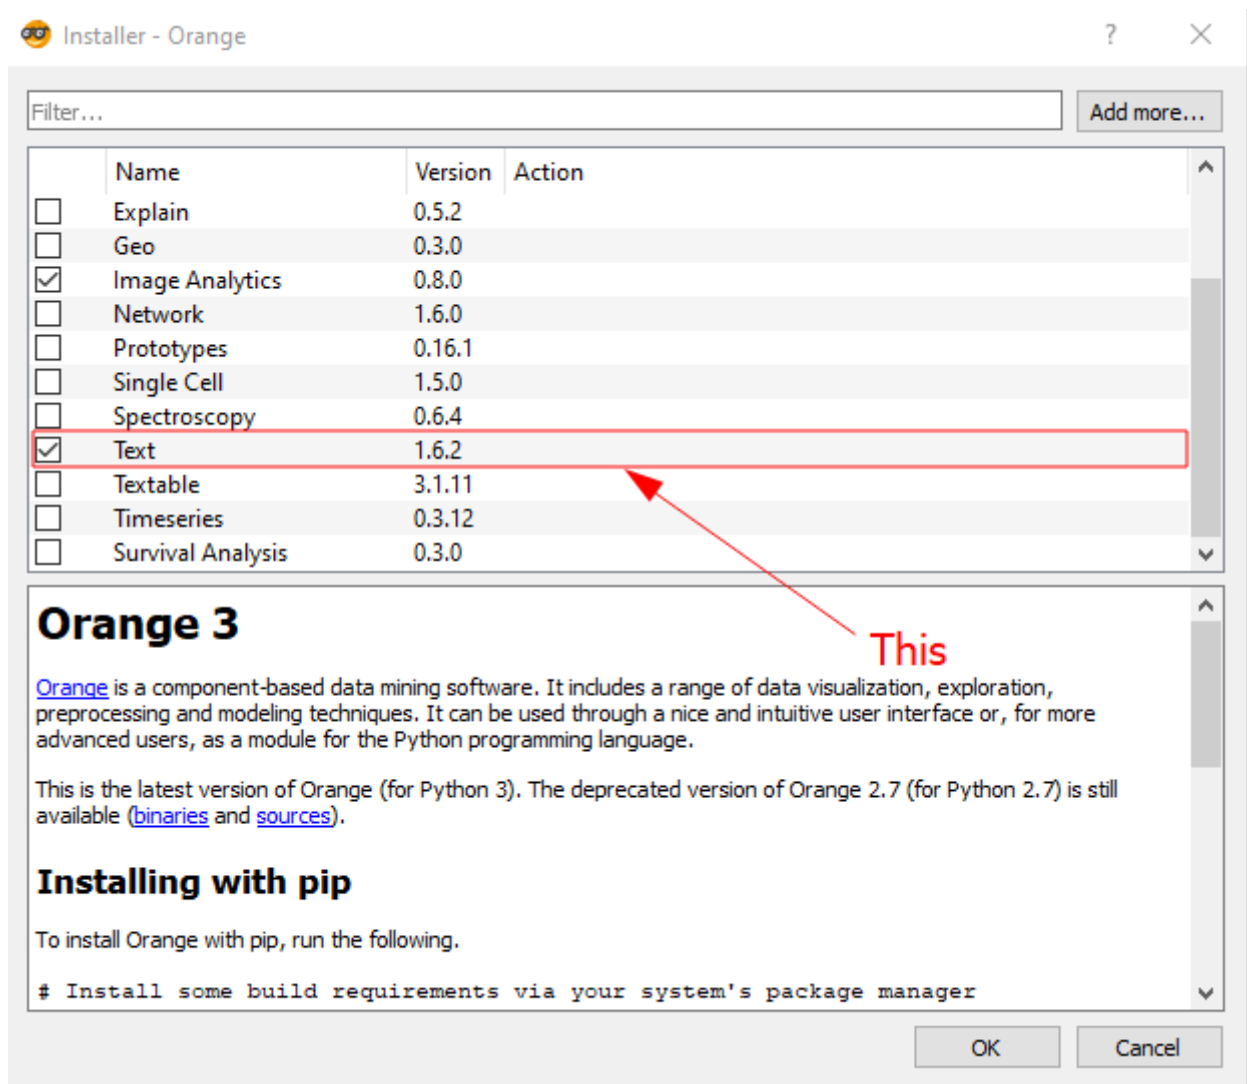 Installer - Orange
?
Filter...
Add more...
Name Version Action
Explain 0.5.2
Geo 0.3.0
Image Analytics 0.8.0
Network 1.6.0
Prototypes 0.16.1
Single Cell 1.5.0
Spectroscopy 0.6.4
Text 1.6.2
Textable 3.1.11
Timeseries 0.3.12
Survival Analysis 0.3.0
This
Orange 3
Orange is a component-based data mining software. It includes a range of data visualization, exploration,
preprocessing and modeling techniques. It can be used through a nice and intuitive user interface or, for more
advanced users, as a module for the Python programming language.
This is the latest version of Orange (for Python 3). The deprecated version of Orange 2.7 (for Python 2.7) is still
available (binaries and sources).
Installing with pip
To install Orange with pip, run the following.
# Install some build requirements via your system's package manager
OK Cancel